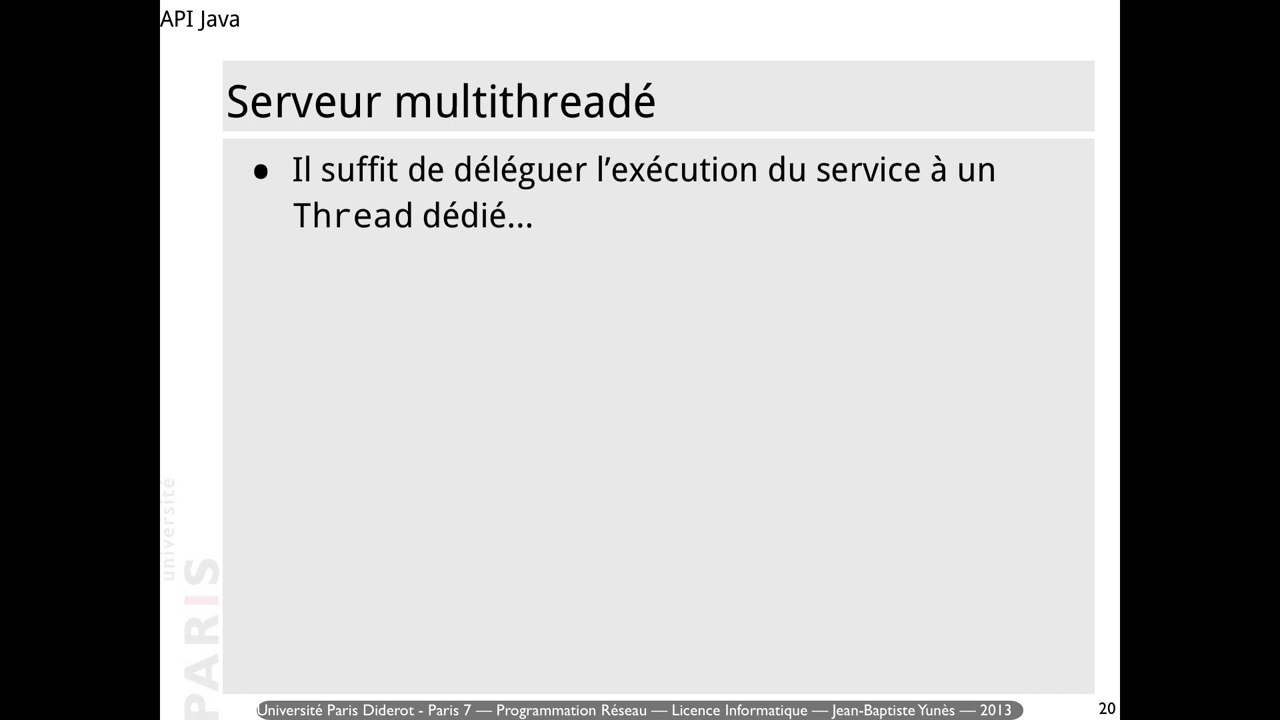 API Java
Serveur multithreadé
• Il suffit de déléguer l’exécution du service à un
Thread dédié...
université
PARIS
Université Paris Diderot - Paris 7 — Programmation Réseau — Licence Informatique — Jean-Baptiste Yunès — 2013
20